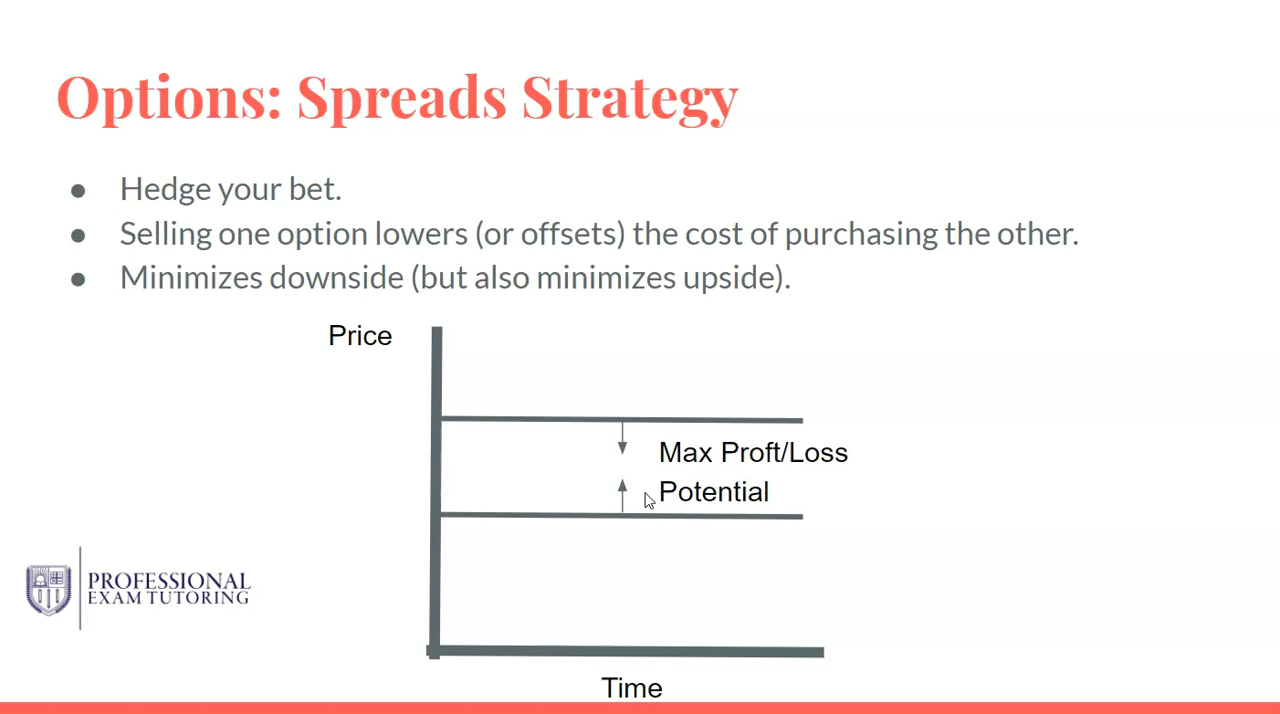 Options: Spreads Strategy
● Hedge your bet.
● Selling one option lowers (or offsets) the cost of purchasing the other.
● Minimizes downside (but also minimizes upside).
Price
Max Proft/Loss
Potential
PROFESSIONAL
EXAM TUTORING
Time